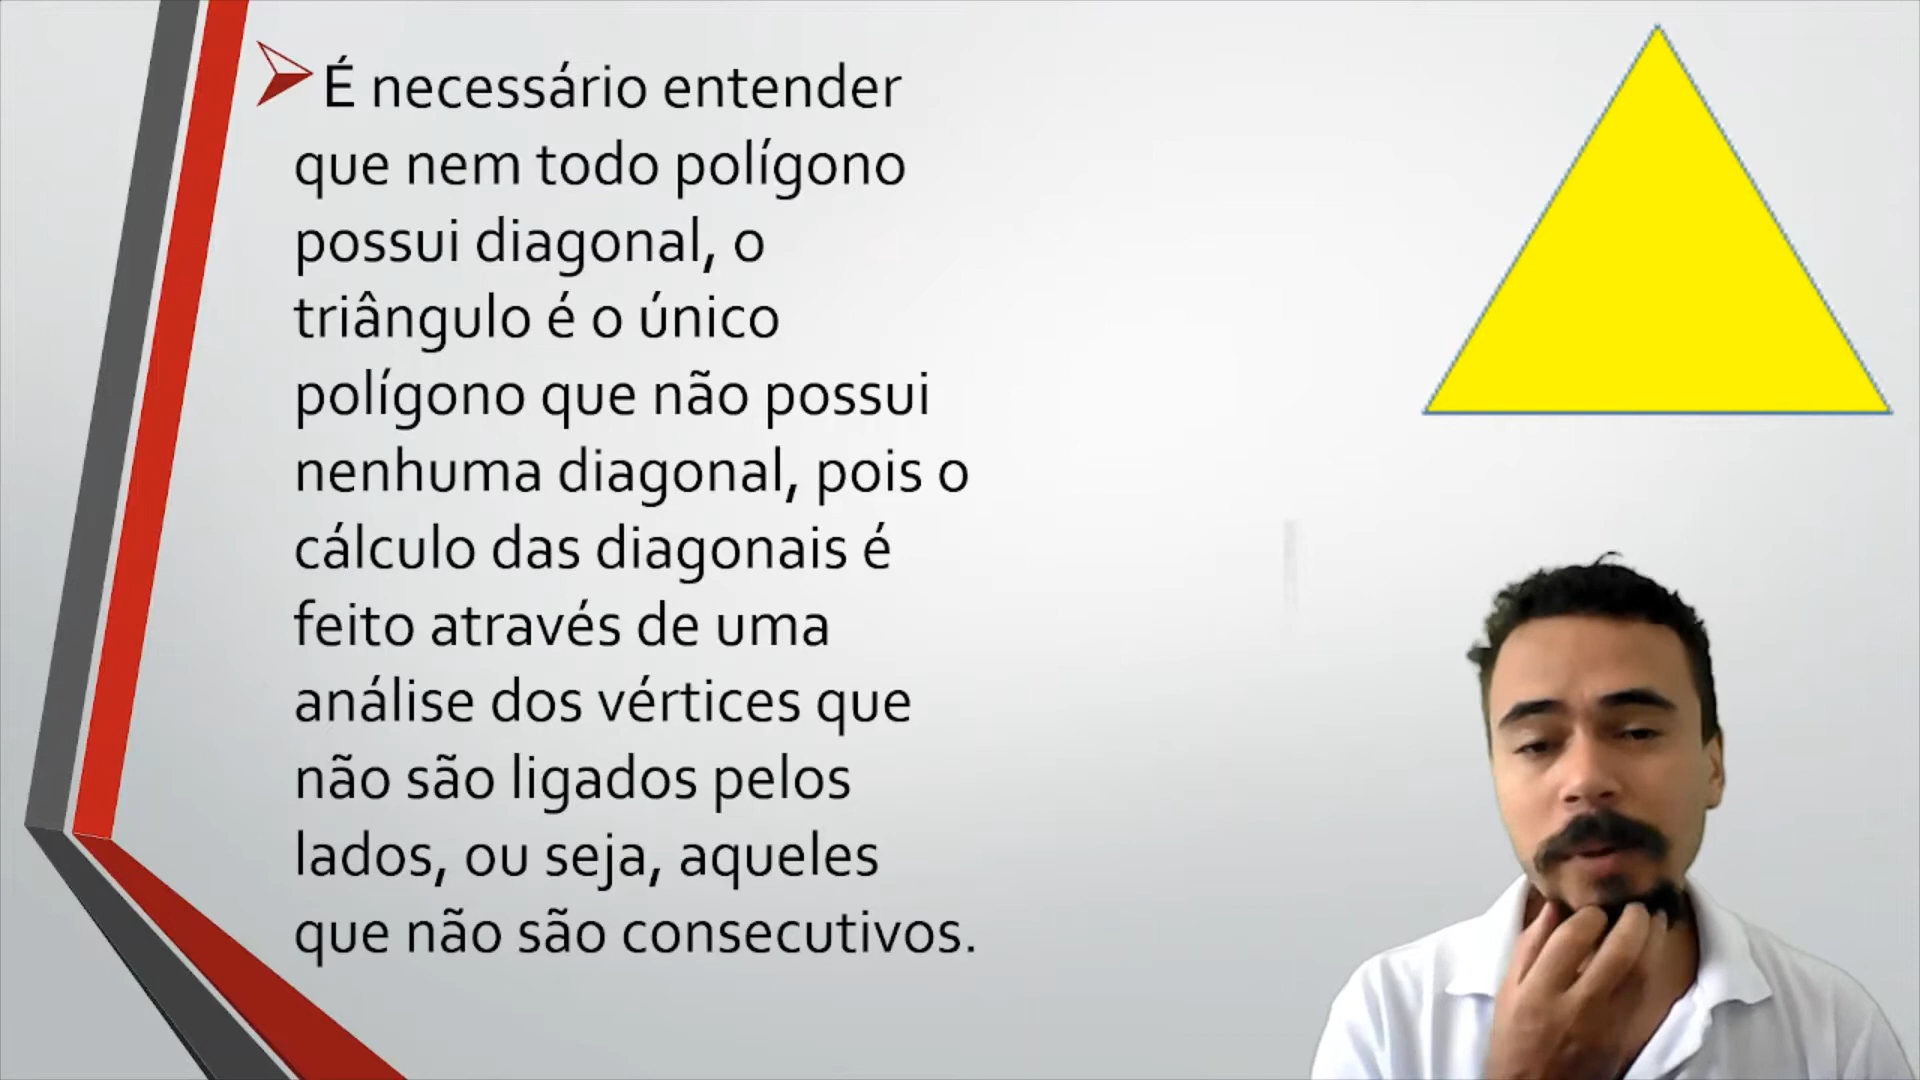 É necessário entender
que nem todo polígono
possui diagonal, o
triângulo é o único
polígono que não possui
nenhuma diagonal, pois o
cálculo das diagonais é
feito através de uma
análise dos vértices que
não são ligados pelos
lados, ou seja, aqueles
que não são consecutivos.